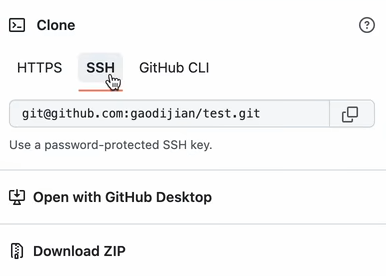 Clone
HTTPS SSH GitHub CLI
git@github.com:gaodijian/test.git
Use a password-protected SSH key.
Open with GitHub Desktop
Download ZIP